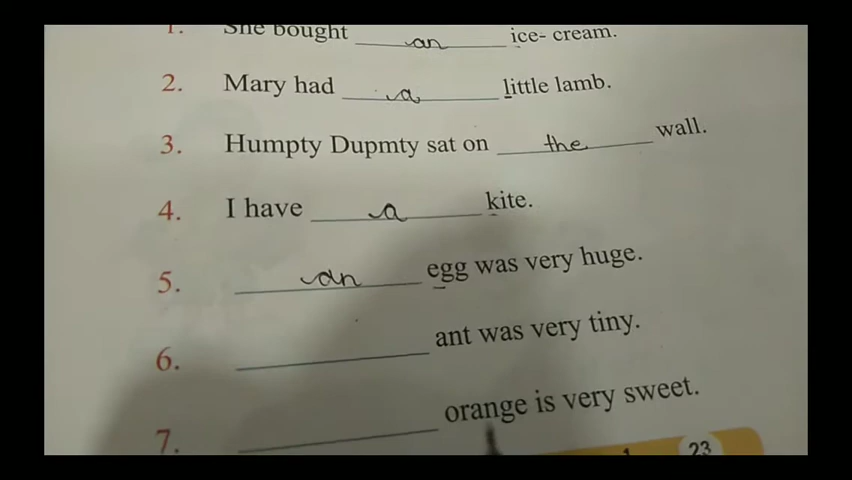 1. She bought an ice- cream.
2. Mary had a little lamb.
3. Humpty Dupmty sat on the wall.
4. I have a kite.
5. an egg was very huge.
6. ant was very tiny.
7. orange is very sweet.
23